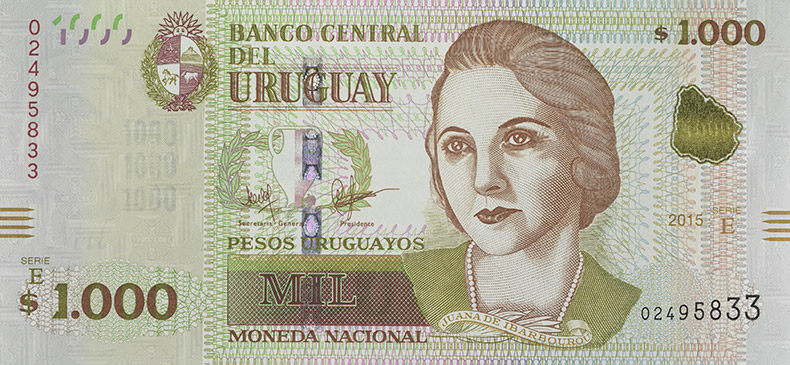 02495833
1000
BANCO CENTRAL
DEL
URUGUAY
$ 1.000
1000
1000
1000
Secretario General Presidente
PESOS URUGUAYOS
2015 SERIE
E
SERIE
E
$ 1.000
MIL
JUANA DE IBARBOUROU
02495833
MONEDA NACIONAL